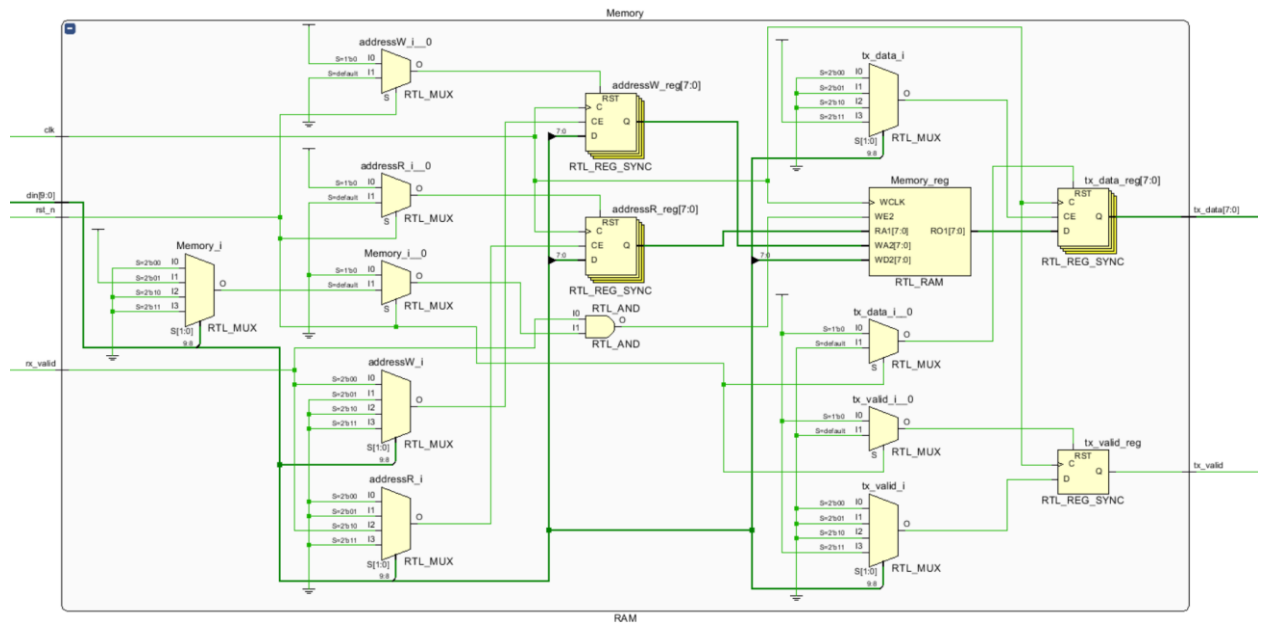 Memory
addressW_i__0
S=1'b0 I0
S=default I1
O
S
RTL_MUX
addressW_reg[7:0]
RST
C
CE
D
Q
7:0
RTL_REG_SYNC
tx_data_i
S=2'b00 I0
S=2'b01 I1
S=2'b10 I2
S=2'b11 I3
O
S[1:0]
9:8
RTL_MUX
clk
addressR_i__0
S=1'b0 I0
S=default I1
O
S
RTL_MUX
addressR_reg[7:0]
RST
C
CE
D
Q
7:0
RTL_REG_SYNC
Memory_reg
WCLK
WE2
RA1[7:0]
WA2[7:0]
WD2[7:0]
RO1[7:0]
7:0
RTL_RAM
tx_data_reg[7:0]
RST
C
CE
D
Q
RTL_REG_SYNC
tx_data[7:0]
din[9:0]
rst_n
Memory_i
S=2'b00 I0
S=2'b01 I1
S=2'b10 I2
S=2'b11 I3
O
S[1:0]
9:8
RTL_MUX
Memory_i__0
S=1'b0 I0
S=default I1
O
S
RTL_MUX
RTL_AND
I0
I1
O
RTL_AND
tx_data_i__0
S=1'b0 I0
S=default I1
O
S
RTL_MUX
rx_valid
addressW_i
S=2'b00 I0
S=2'b01 I1
S=2'b10 I2
S=2'b11 I3
O
S[1:0]
9:8
RTL_MUX
tx_valid_i__0
S=1'b0 I0
S=default I1
O
S
RTL_MUX
tx_valid_reg
RST
C
D
Q
RTL_REG_SYNC
tx_valid
addressR_i
S=2'b00 I0
S=2'b01 I1
S=2'b10 I2
S=2'b11 I3
O
S[1:0]
9:8
RTL_MUX
tx_valid_i
S=2'b00 I0
S=2'b01 I1
S=2'b10 I2
S=2'b11 I3
O
S[1:0]
9:8
RTL_MUX
RAM